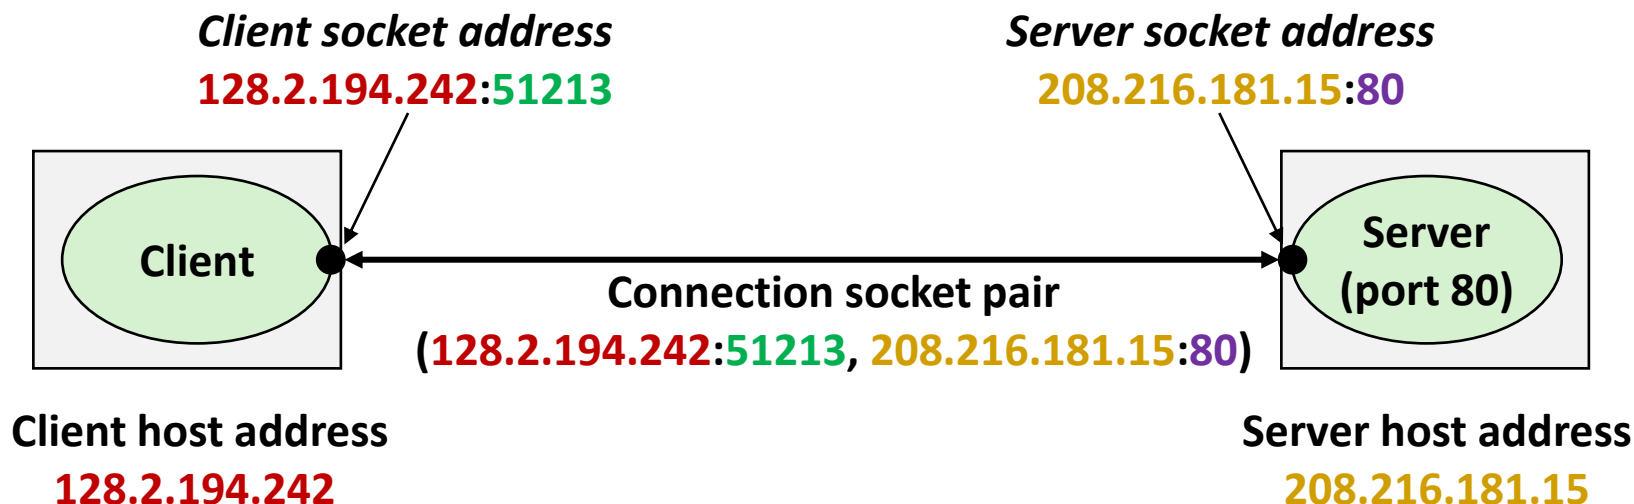 Client socket address
128.2.194.242:51213
Server socket address
208.216.181.15:80
Client
Server
(port 80)
Connection socket pair
(128.2.194.242:51213, 208.216.181.15:80)
Client host address
128.2.194.242
Server host address
208.216.181.15